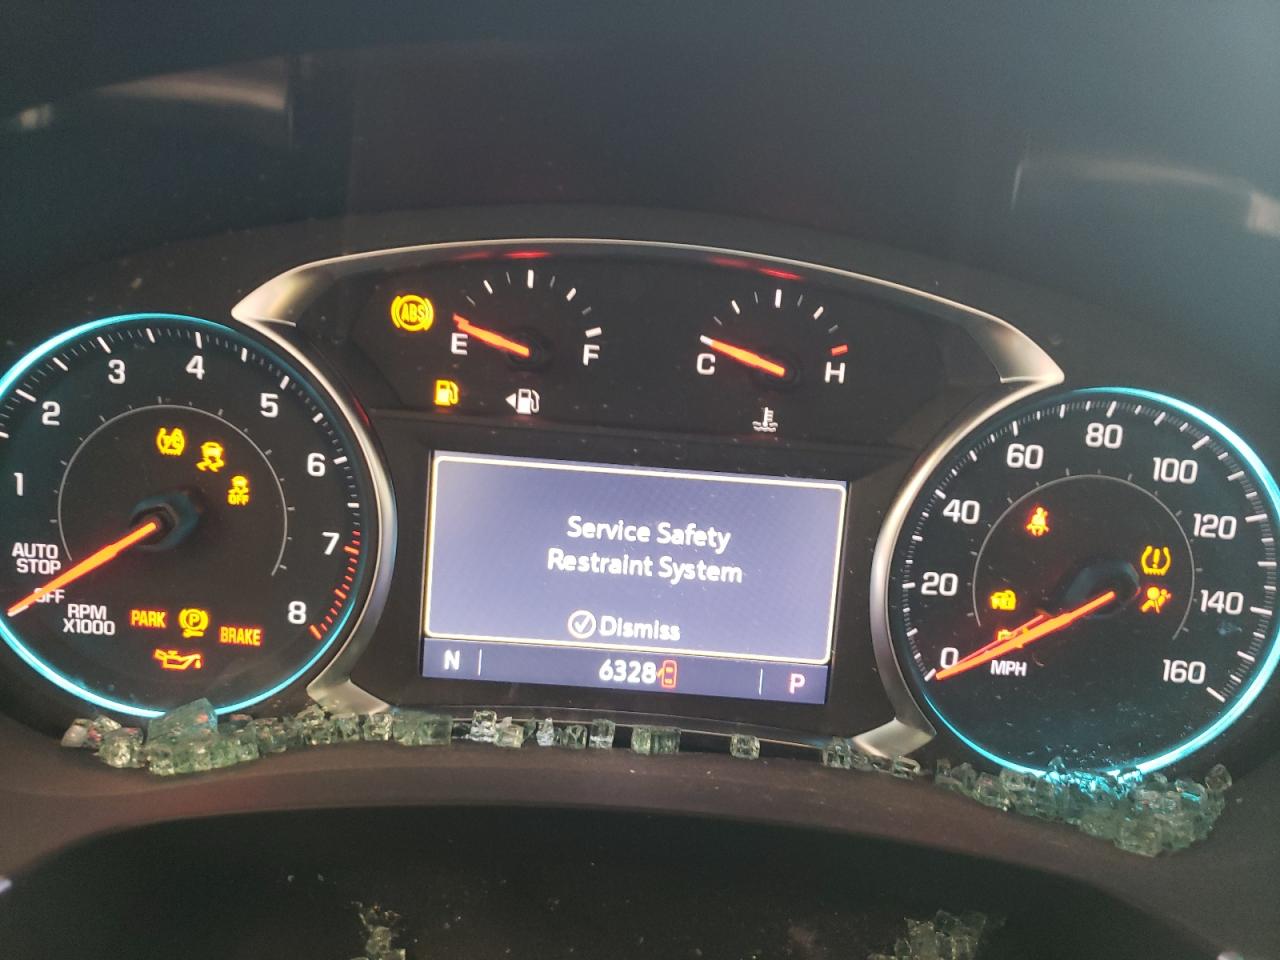 ABS
E
F
C
H
1
2
3
4
5
6
7
8
AUTO
STOP
OFF
RPM
X1000
OFF
PARK
P
BRAKE
Service Safety
Restraint System
Dismiss
N
6328
P
0
20
40
60
80
100
120
140
160
MPH